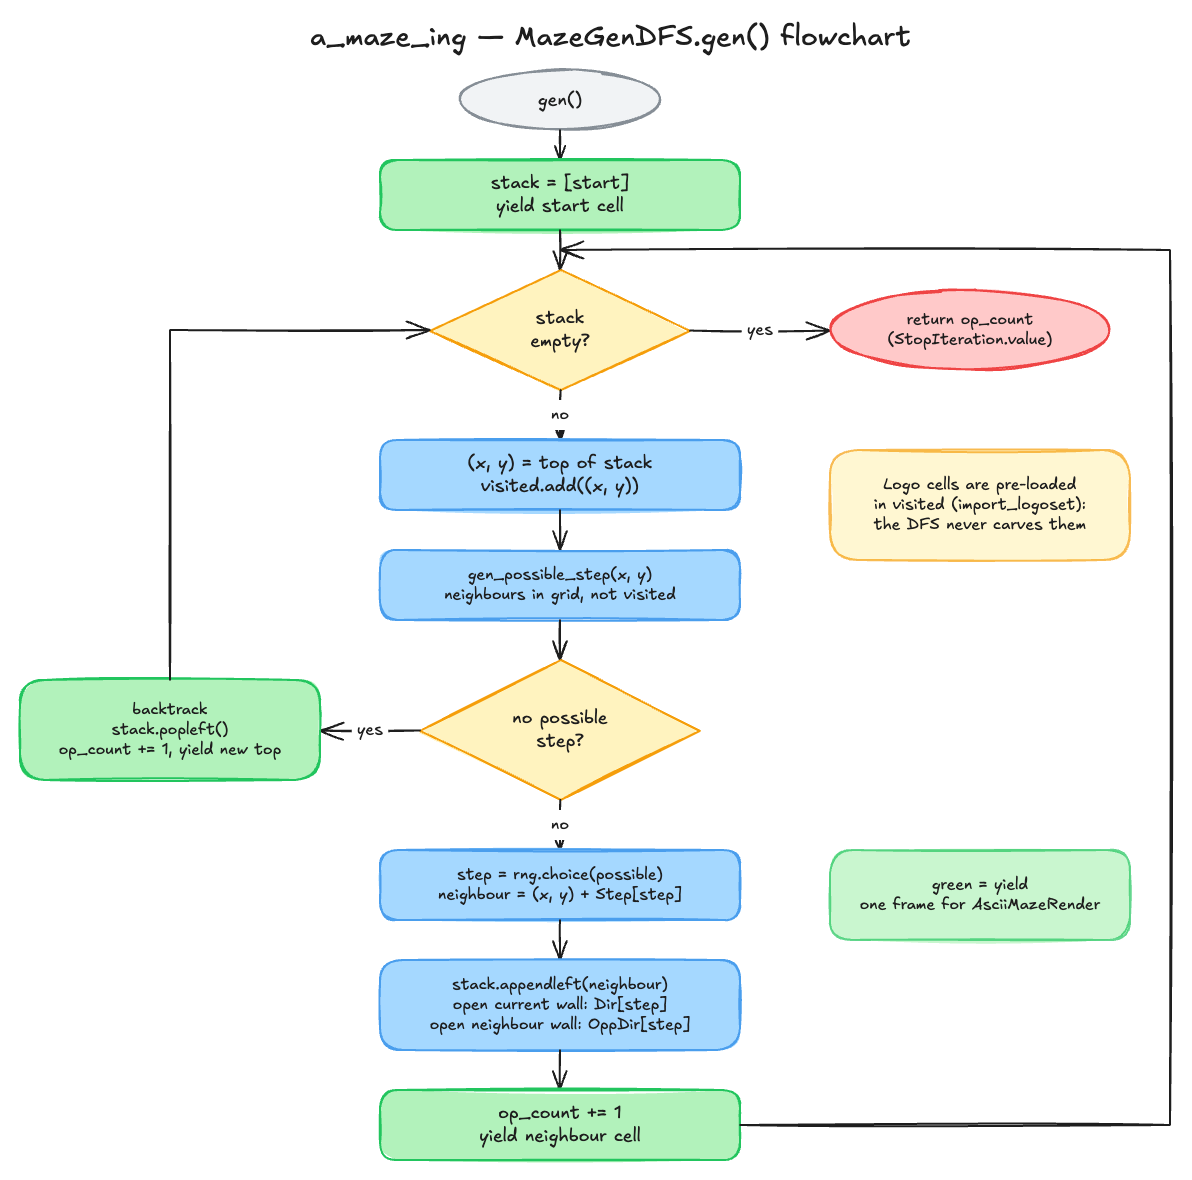 a_maze_ing — MazeGenDFS.gen() flowchart
gen()
stack = [start]
yield start cell
stack
empty?
yes
return op_count
(StopIteration.value)
no
(x, y) = top of stack
visited.add((x, y))
Logo cells are pre-loaded
in visited (import_logoset):
the DFS never carves them
gen_possible_step(x, y)
neighbours in grid, not visited
no possible
step?
yes
backtrack
stack.popleft()
op_count += 1, yield new top
no
step = rng.choice(possible)
neighbour = (x, y) + Step[step]
green = yield
one frame for AsciiMazeRender
stack.appendleft(neighbour)
open current wall: Dir[step]
open neighbour wall: OppDir[step]
op_count += 1
yield neighbour cell